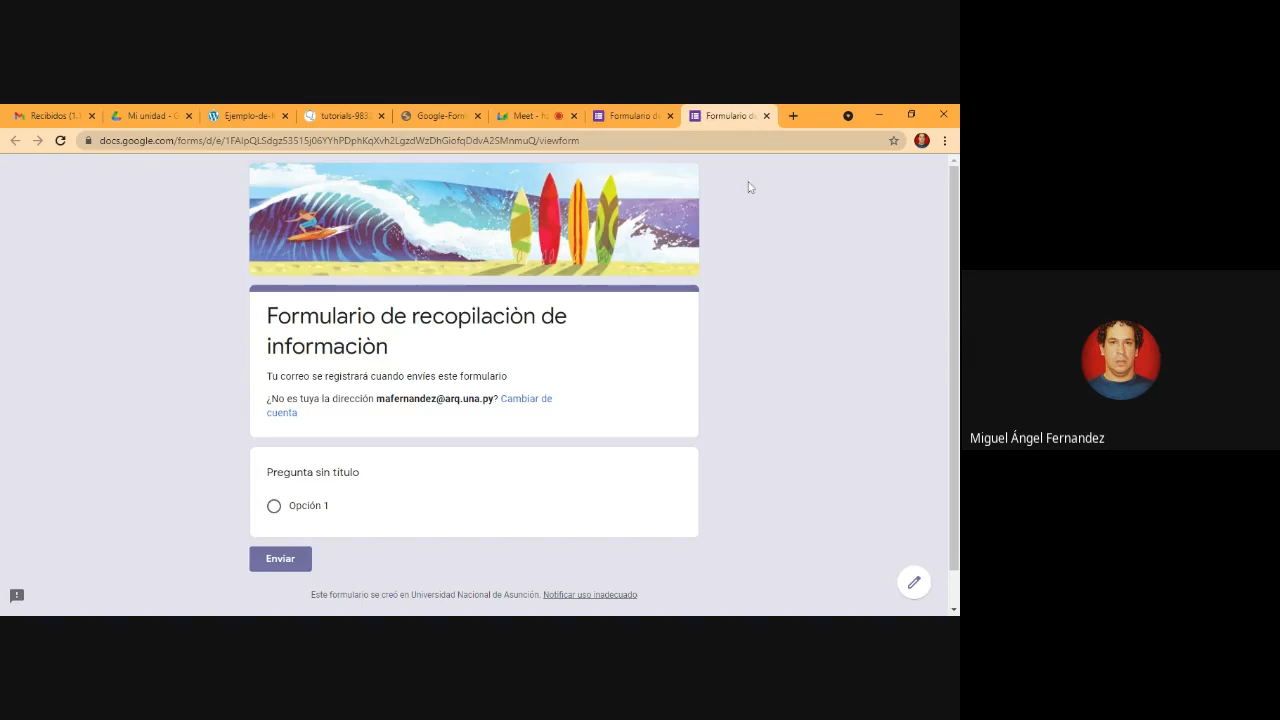 Recibidos (1.
Mi unidad - G
Ejemplo-de-f
tutorials-983.
Google-Form
Meet - h
Formulario de
Formulario de
docs.google.com/forms/d/e/1FAIpQLSdgz53515j06YYhPDphKqXvh2LgzdWzDhGiofqDdvA2SMnmuQ/viewform
Formulario de recopilaciòn de
informaciòn
Tu correo se registrará cuando envíes este formulario
¿No es tuya la dirección mafernandez@arq.una.py? Cambiar de
cuenta
Pregunta sin título
Opción 1
Enviar
Este formulario se creó en Universidad Nacional de Asunción. Notificar uso inadecuado
Miguel Ángel Fernandez